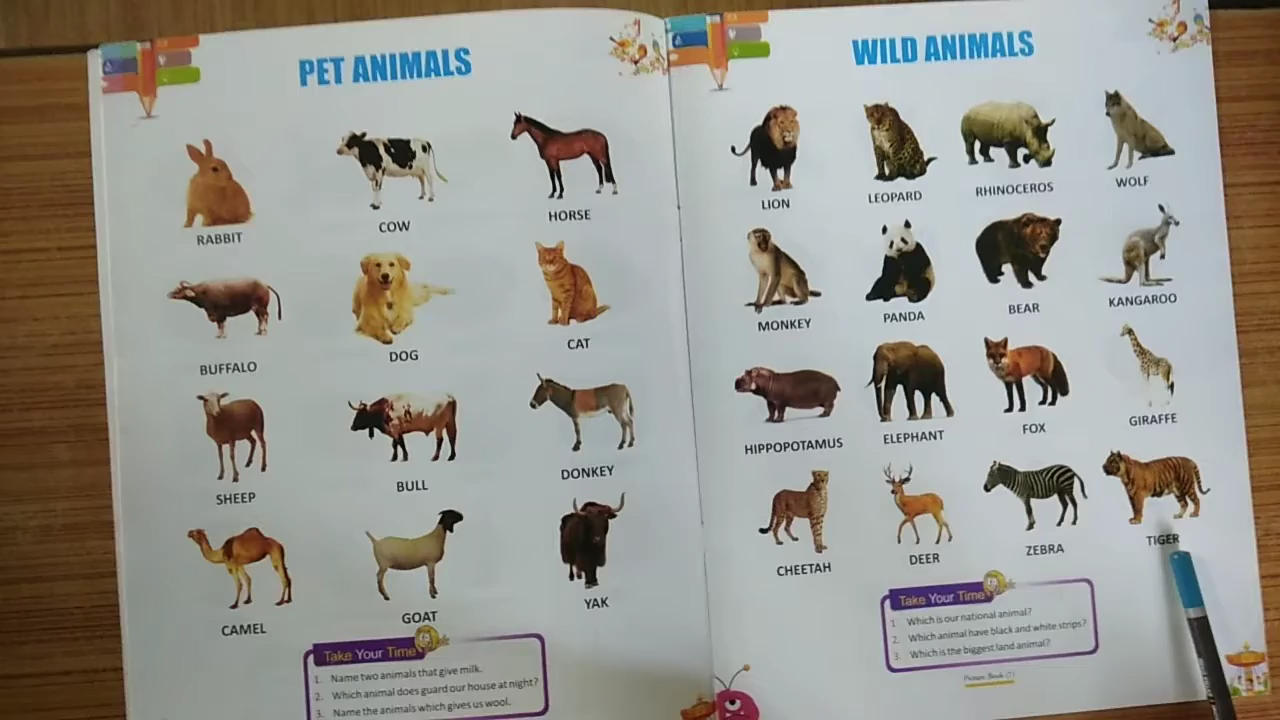 PET ANIMALS
RABBIT
COW
HORSE
BUFFALO
DOG
CAT
SHEEP
BULL
DONKEY
CAMEL
GOAT
YAK
Take Your Time
1. Name two animals that give milk.
2. Which animal does guard our house at night?
3. Name the animals which gives us wool.
WILD ANIMALS
LION
LEOPARD
RHINOCEROS
WOLF
MONKEY
PANDA
BEAR
KANGAROO
HIPPOPOTAMUS
ELEPHANT
FOX
GIRAFFE
CHEETAH
DEER
ZEBRA
TIGER
Take Your Time
1. Which is our national animal?
2. Which animal have black and white strips?
3. Which is the biggest land animal?
Picture Book (7)